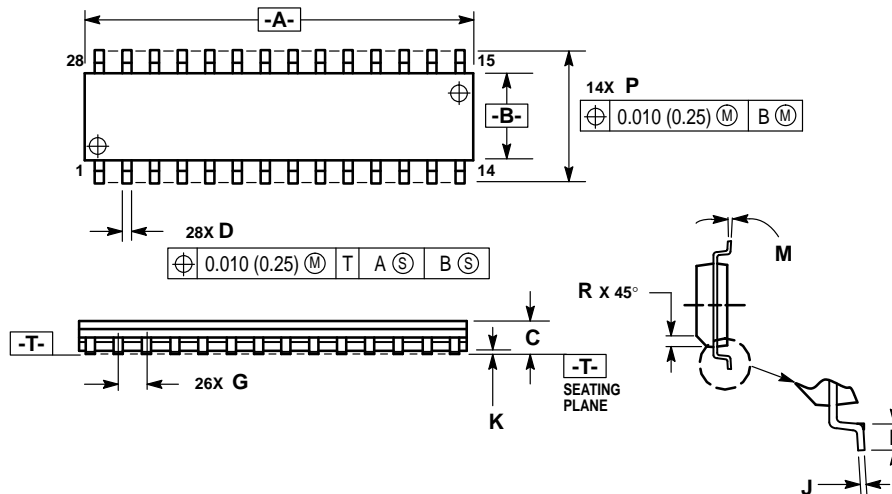 -A-
28
15
-B-
14X P
⌖ 0.010 (0.25) Ⓜ B Ⓜ
1
14
28X D
⌖ 0.010 (0.25) Ⓜ T A Ⓢ B Ⓢ
M
R X 45°
-T-
C
26X G
K
-T-
SEATING
PLANE
J